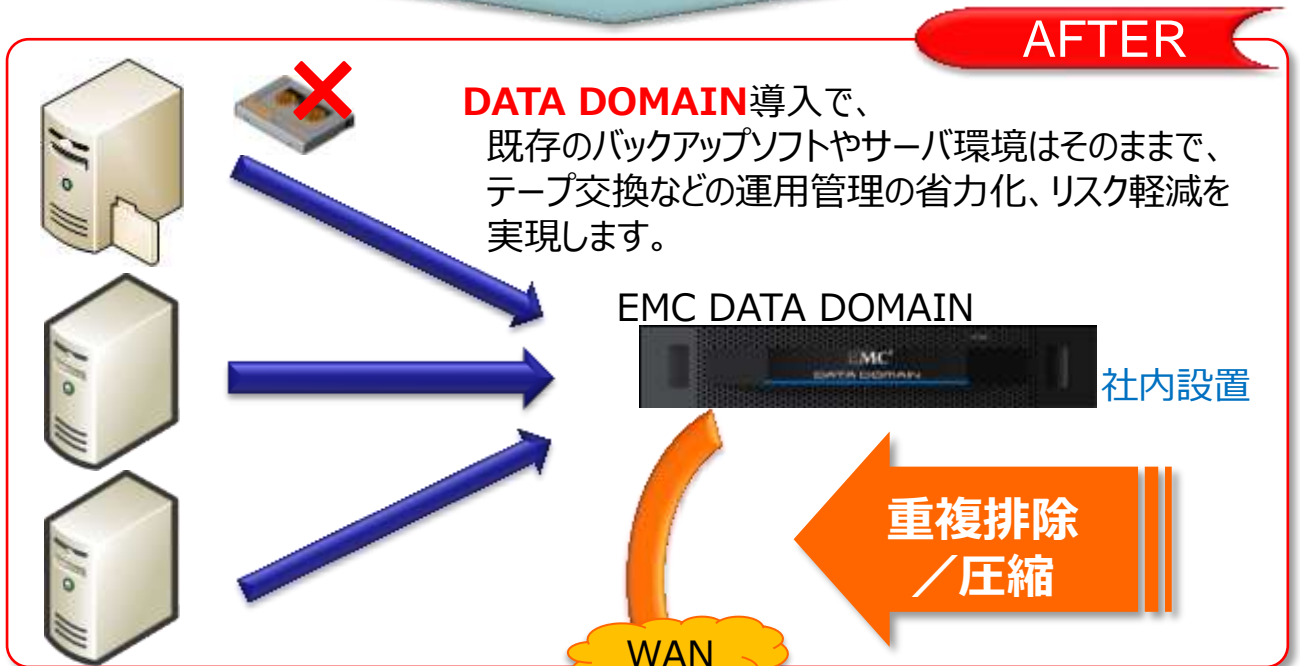 AFTER
DATA DOMAIN導入で、
既存のバックアップソフトやサーバ環境はそのままで、
テープ交換などの運用管理の省力化、リスク軽減を
実現します。
EMC DATA DOMAIN
EMC²
DATA DOMAIN
社内設置
重複排除
／圧縮
WAN